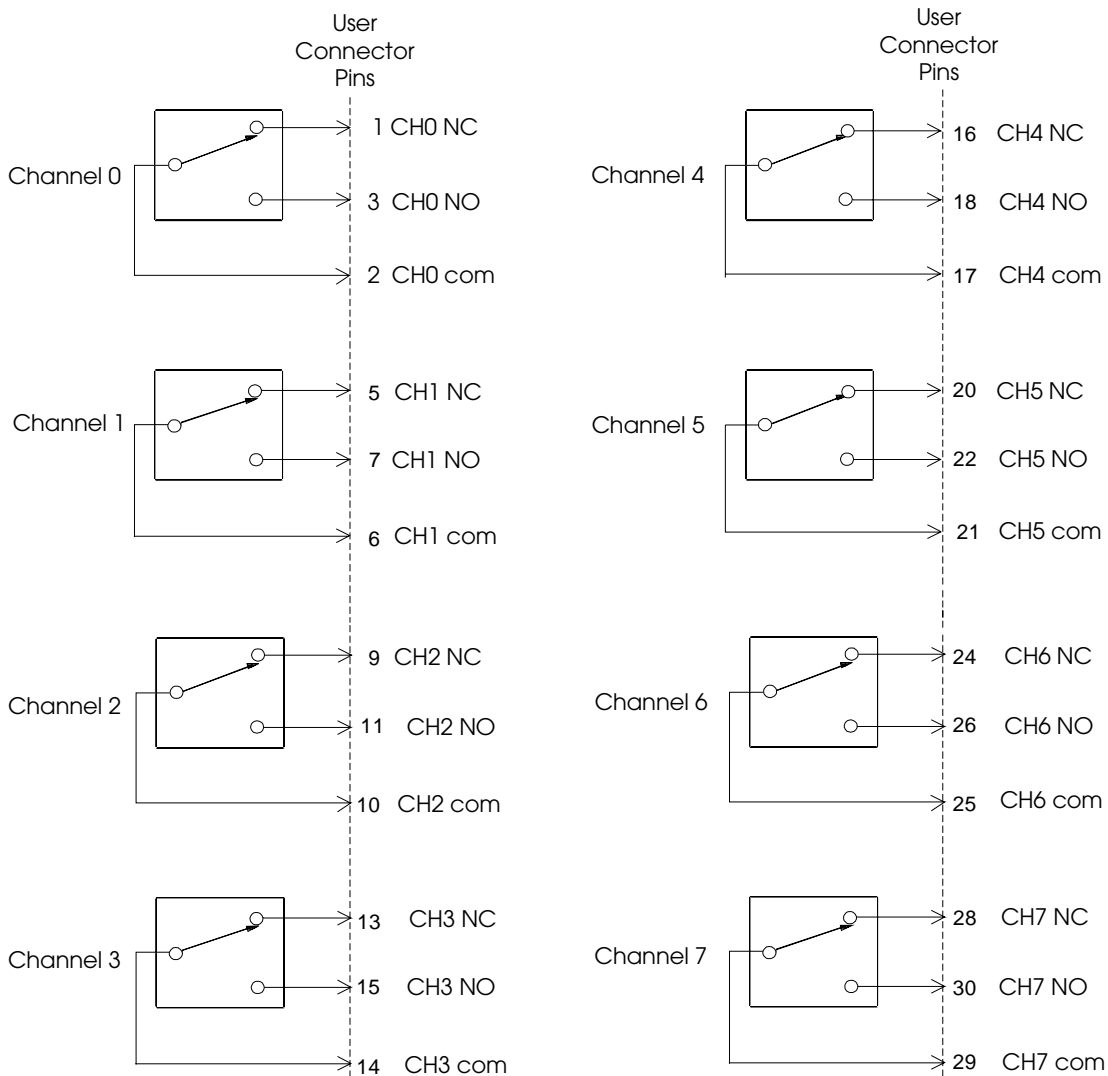 User
Connector
Pins
Channel 0
1 CH0 NC
3 CH0 NO
2 CH0 com
Channel 1
5 CH1 NC
7 CH1 NO
6 CH1 com
Channel 2
9 CH2 NC
11 CH2 NO
10 CH2 com
Channel 3
13 CH3 NC
15 CH3 NO
14 CH3 com
User
Connector
Pins
Channel 4
16 CH4 NC
18 CH4 NO
17 CH4 com
Channel 5
20 CH5 NC
22 CH5 NO
21 CH5 com
Channel 6
24 CH6 NC
26 CH6 NO
25 CH6 com
Channel 7
28 CH7 NC
30 CH7 NO
29 CH7 com